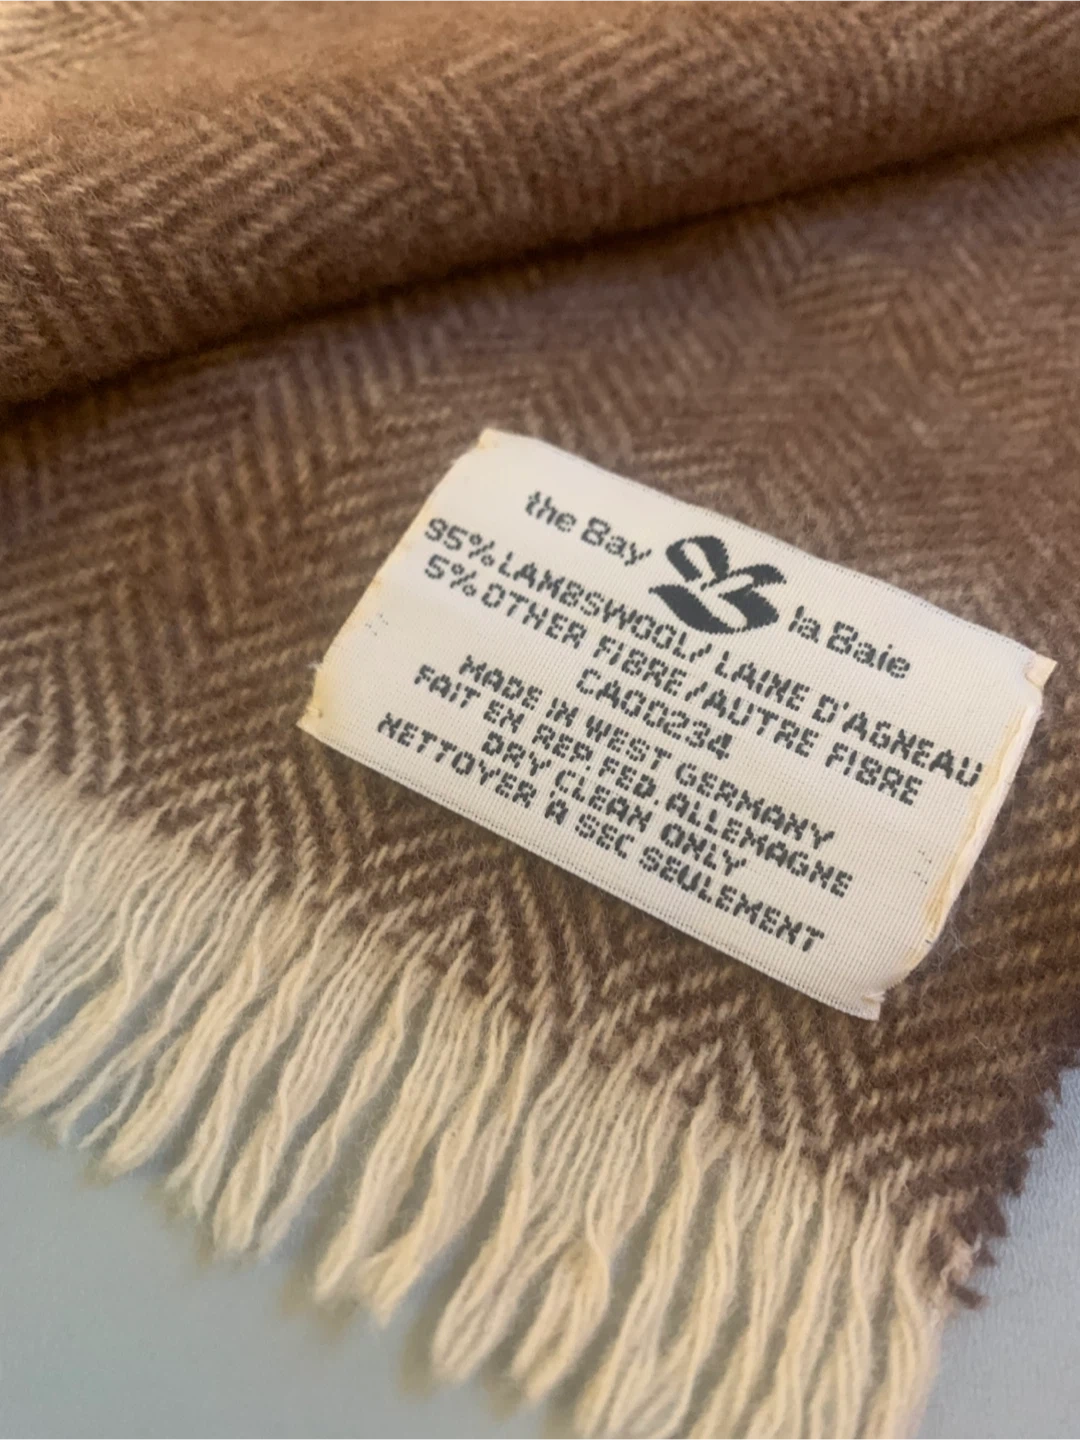 the Bay la Baie
95% LAMBSWOOL/ LAINE D'AGNEAU
5% OTHER FIBRE/AUTRE FIBRE
CA00234
MADE IN WEST GERMANY
FAIT EN REP. FED. ALLEMAGNE
DRY CLEAN ONLY
NETTOYER A SEC SEULEMENT